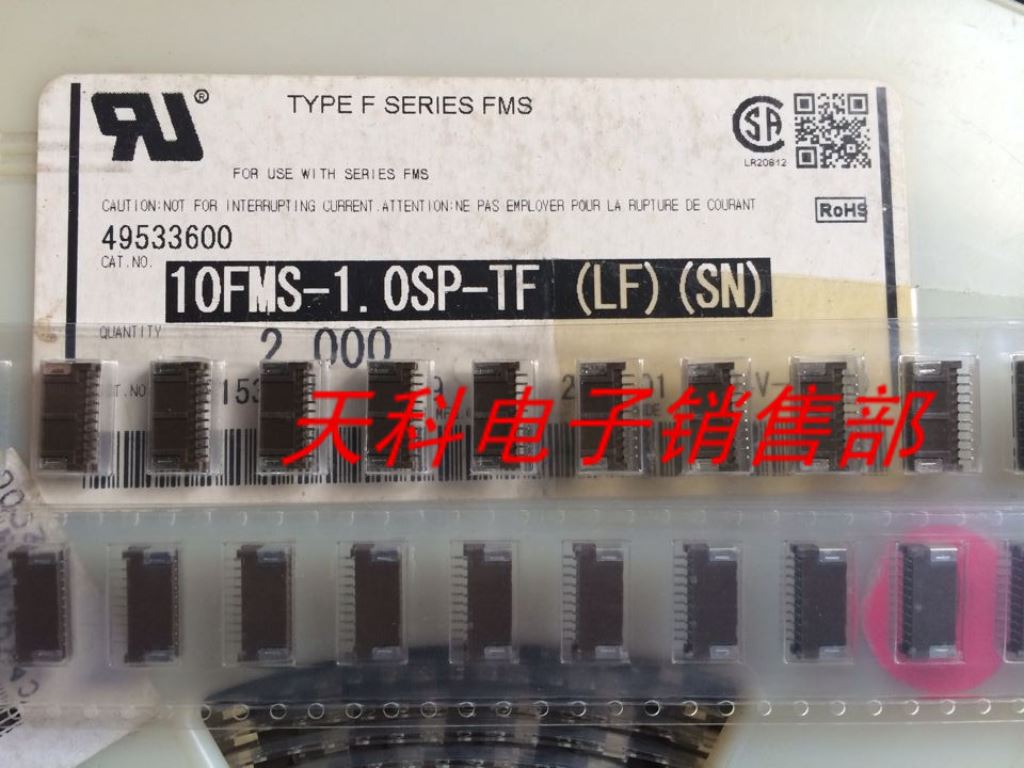 TYPE F SERIES FMS
LR20812
FOR USE WITH SERIES FMS
CAUTION:NOT FOR INTERRUPTING CURRENT.ATTENTION:NE PAS EMPLOYER POUR LA RUPTURE DE COURANT
RoHS
49533600
CAT.NO.
10FMS-1.0SP-TF (LF)(SN)
QUANTITY
2,000
天科电子销售部